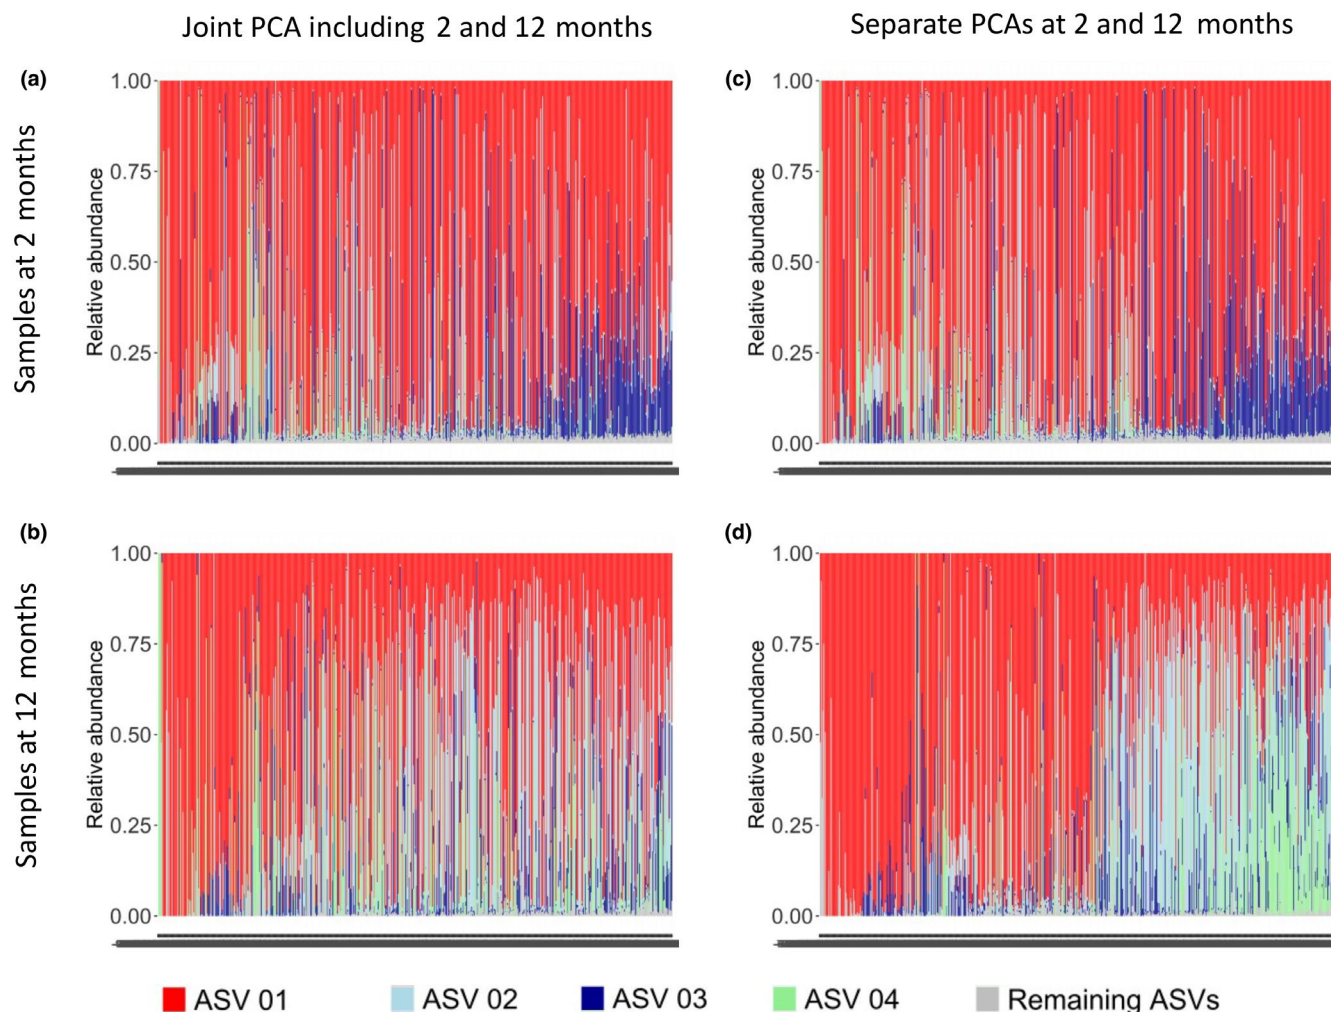 Joint PCA including 2 and 12 months
Separate PCAs at 2 and 12 months
(a)
(c)
Samples at 2 months
Relative abundance
1.00
0.75
0.50
0.25
0.00
Relative abundance
1.00
0.75
0.50
0.25
0.00
(b)
(d)
Samples at 12 months
Relative abundance
1.00
0.75
0.50
0.25
0.00
Relative abundance
1.00
0.75
0.50
0.25
0.00
ASV 01 ASV 02 ASV 03 ASV 04 Remaining ASVs